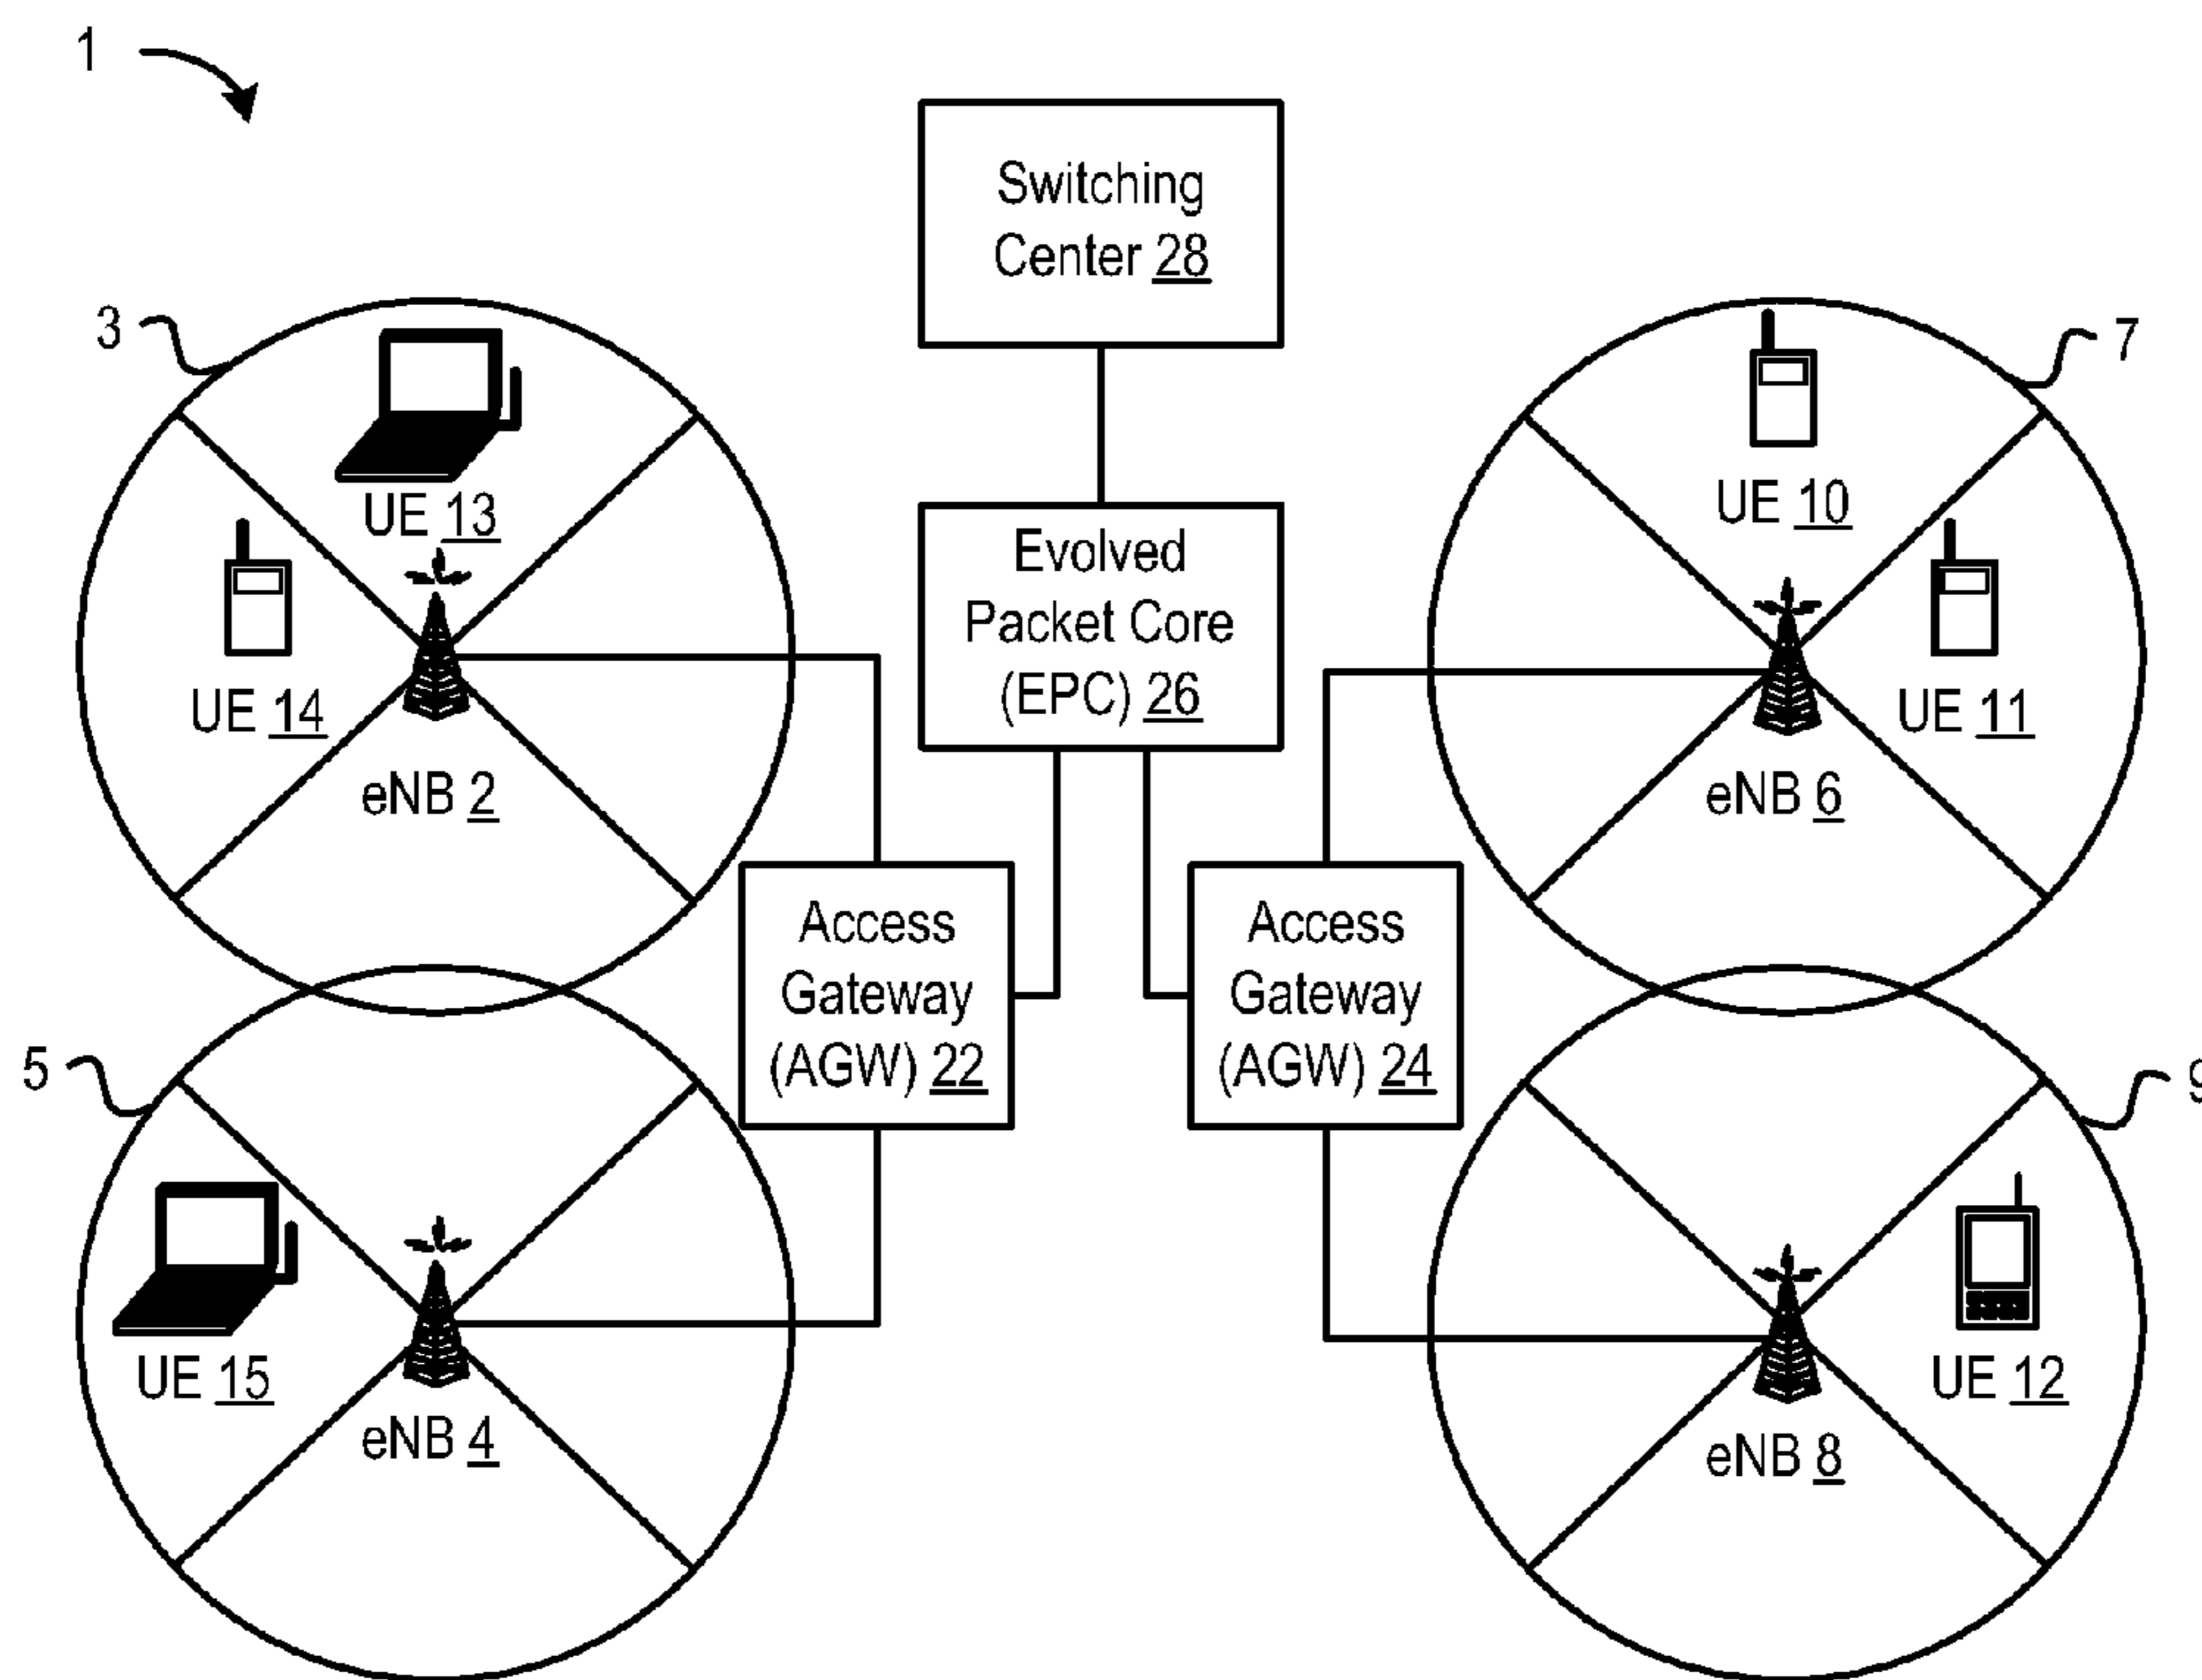 1
Switching
Center 28
3
7
UE 13
UE 10
Evolved
Packet Core
(EPC) 26
UE 14
UE 11
eNB 2
eNB 6
Access
Gateway
(AGW) 22
Access
Gateway
(AGW) 24
5
9
UE 15
UE 12
eNB 4
eNB 8